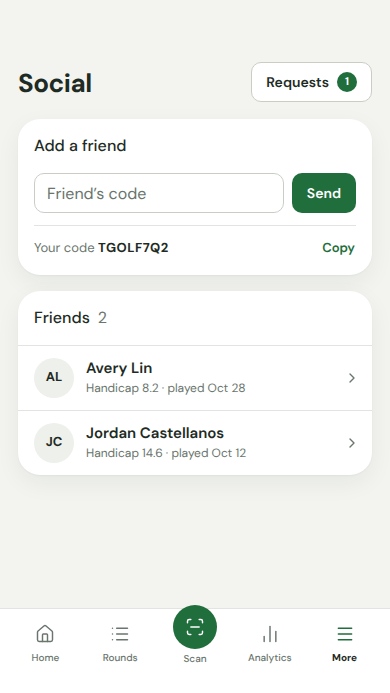 Social
Requests 1
Add a friend
Friend's code
Send
Your code TGOLF7Q2
Copy
Friends 2
AL
Avery Lin
Handicap 8.2 · played Oct 28
JC
Jordan Castellanos
Handicap 14.6 · played Oct 12
Home
Rounds
Scan
Analytics
More